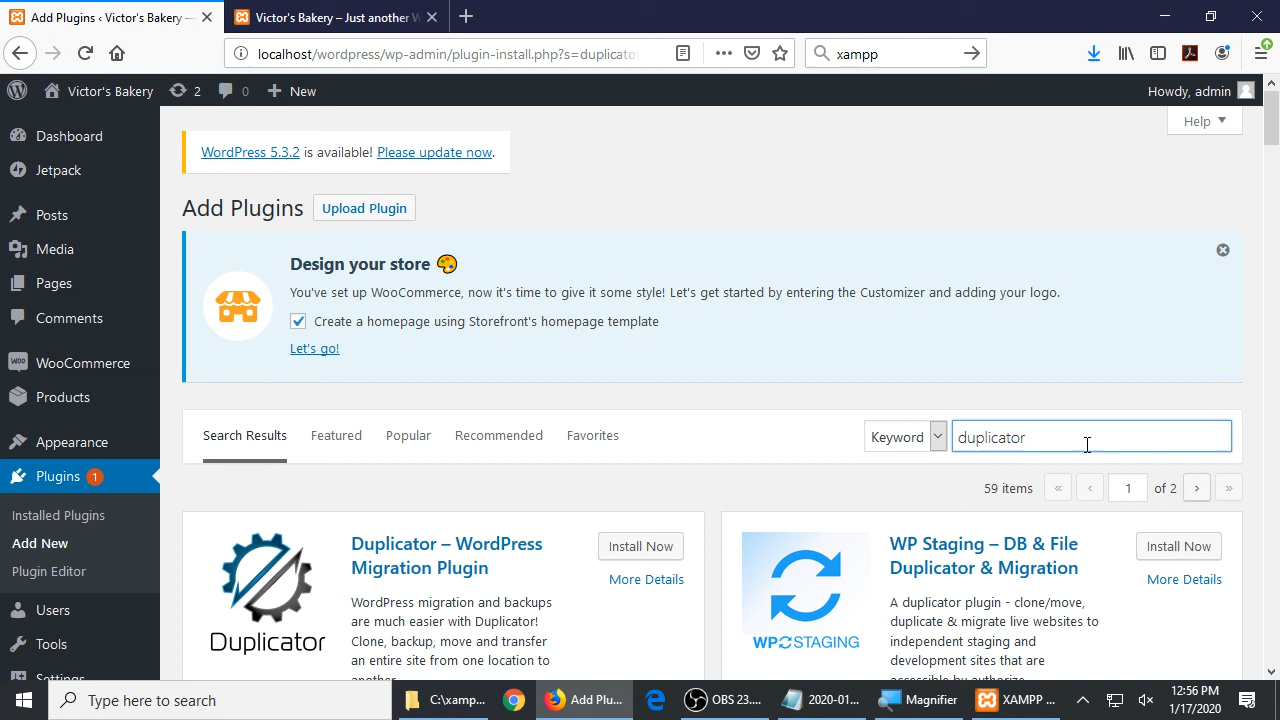 Add Plugins ‹ Victor's Bakery —
Victor's Bakery – Just another W
localhost/wordpress/wp-admin/plugin-install.php?s=duplicato
xampp
Victor's Bakery
2
0
New
Howdy, admin
Dashboard
Jetpack
Posts
Media
Pages
Comments
WooCommerce
Products
Appearance
Plugins 1
Installed Plugins
Add New
Plugin Editor
Users
Tools
Settings
Help
WordPress 5.3.2 is available! Please update now.
Add Plugins Upload Plugin
Design your store
You've set up WooCommerce, now it's time to give it some style! Let's get started by entering the Customizer and adding your logo.
Create a homepage using Storefront's homepage template
Let's go!
Search Results Featured Popular Recommended Favorites Keyword duplicator
59 items « ‹ 1 of 2 › »
Duplicator
Duplicator – WordPress
Migration Plugin
WordPress migration and backups
are much easier with Duplicator!
Clone, backup, move and transfer
an entire site from one location to
another.
Install Now
More Details
WP STAGING
WP Staging – DB & File
Duplicator & Migration
A duplicator plugin - clone/move,
duplicate & migrate live websites to
independent staging and
development sites that are
accessible by authorize
Install Now
More Details
Type here to search
C:\xamp...
Add Plu...
OBS 23....
2020-01...
Magnifier
XAMPP ...
12:56 PM
1/17/2020